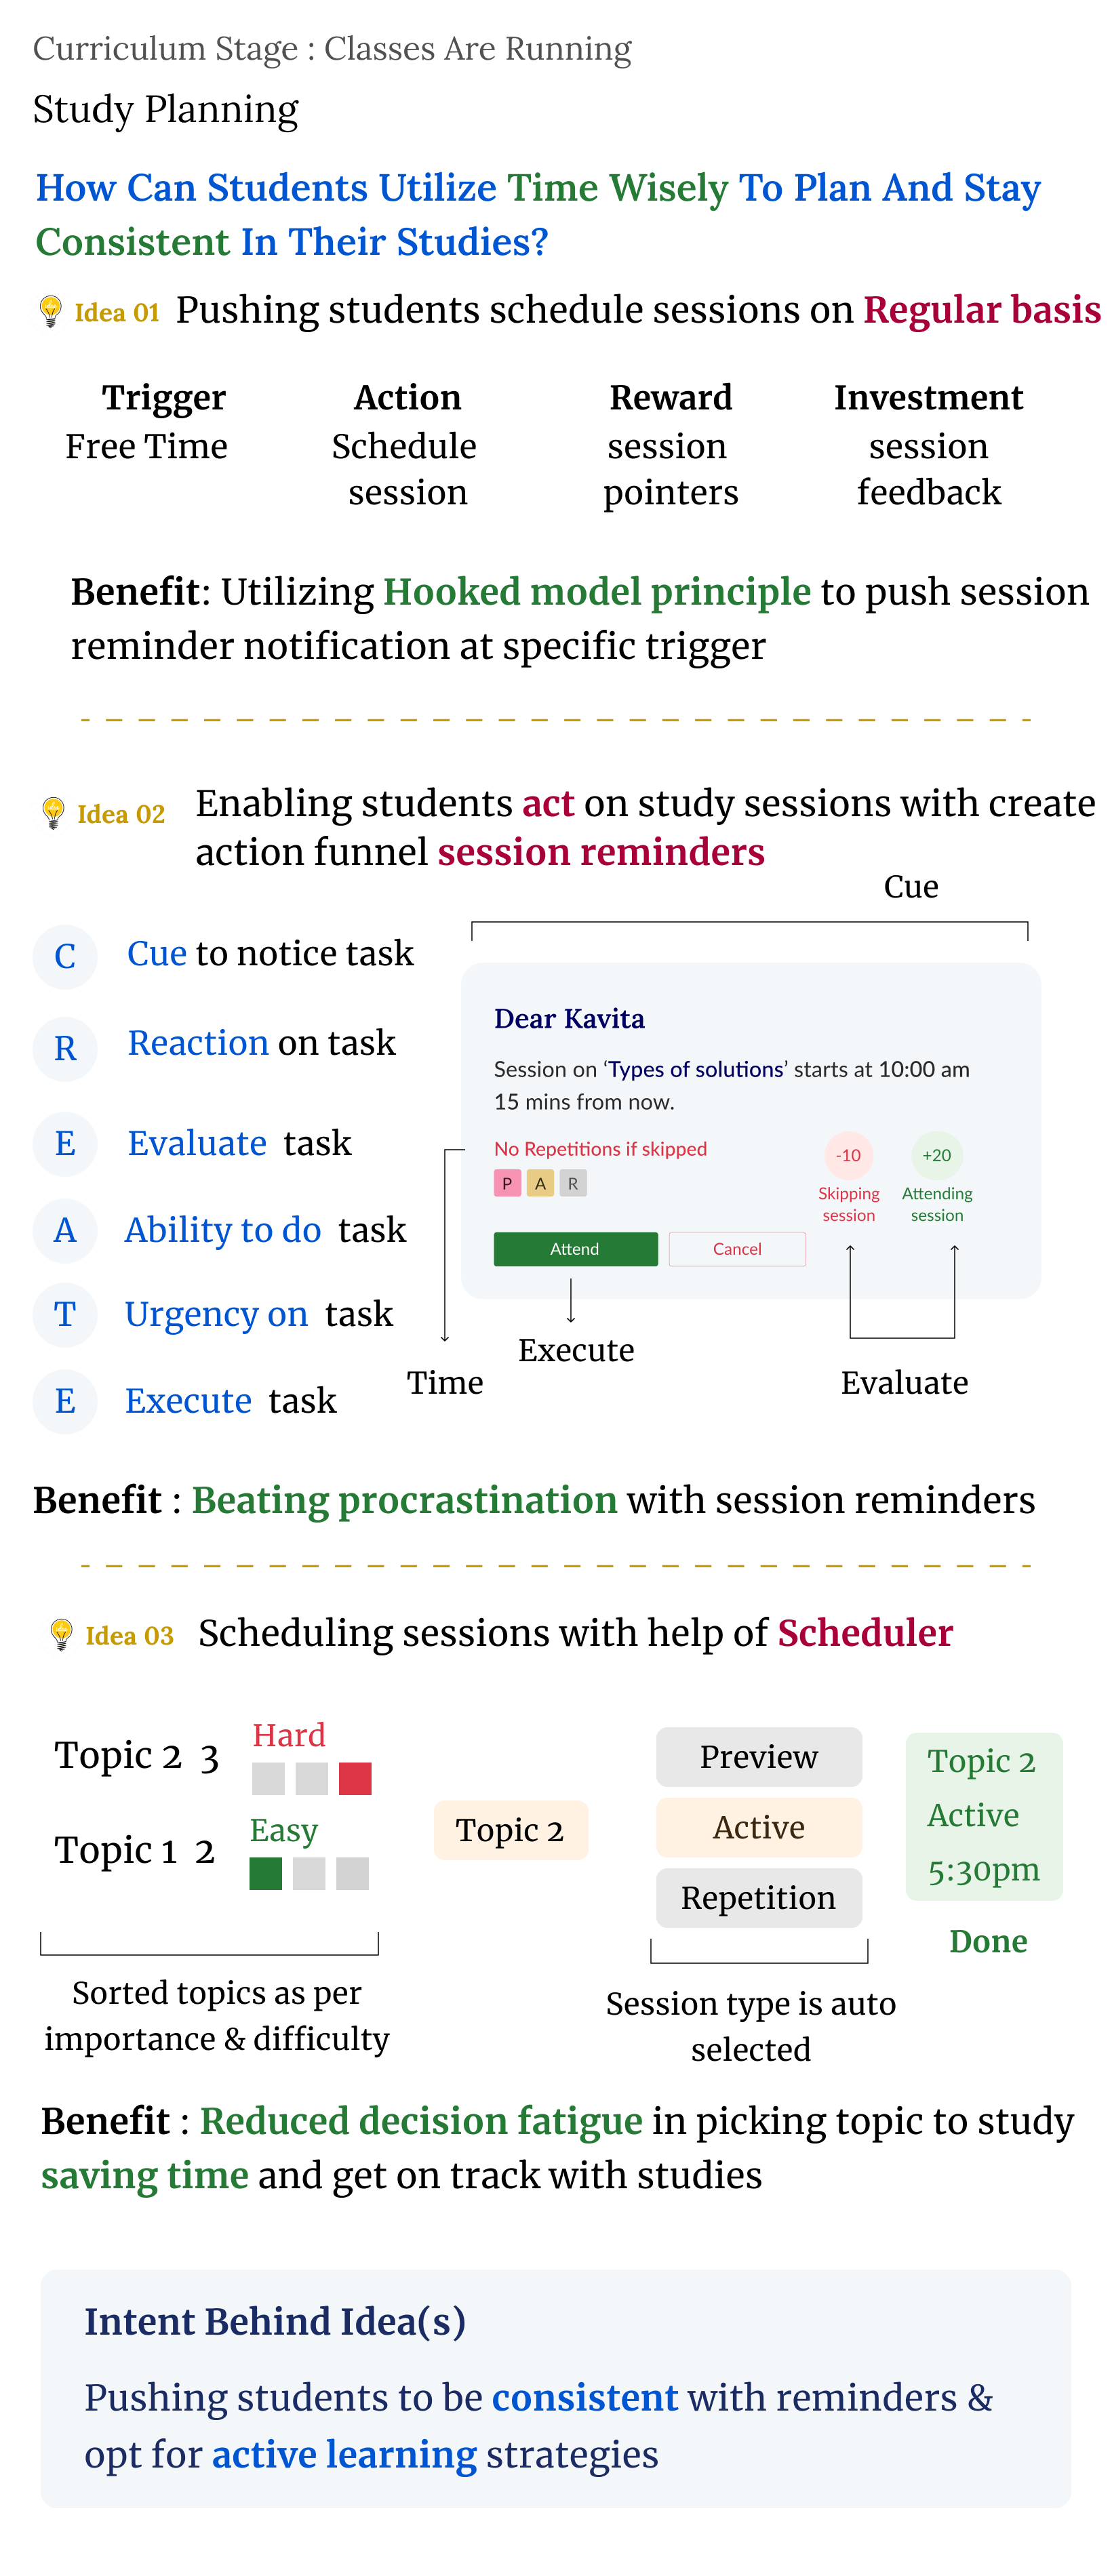 Curriculum Stage : Classes Are Running
Study Planning
How Can Students Utilize Time Wisely To Plan And Stay
Consistent In Their Studies?
Idea 01 Pushing students schedule sessions on Regular basis
Trigger Action Reward Investment
Free Time Schedule session session
session pointers feedback
Benefit: Utilizing Hooked model principle to push session
reminder notification at specific trigger
Idea 02 Enabling students act on study sessions with create
action funnel session reminders
Cue
C Cue to notice task
R Reaction on task
E Evaluate task
A Ability to do task
T Urgency on task
E Execute task
Dear Kavita
Session on ‘Types of solutions’ starts at 10:00 am
15 mins from now.
No Repetitions if skipped
P A R
-10 +20
Skipping Attending
session session
Attend Cancel
Execute
Time Evaluate
Benefit : Beating procrastination with session reminders
Idea 03 Scheduling sessions with help of Scheduler
Topic 2 3 Hard
Topic 1 2 Easy
Topic 2
Preview
Active
Repetition
Topic 2
Active
5:30pm
Done
Sorted topics as per
importance & difficulty
Session type is auto
selected
Benefit : Reduced decision fatigue in picking topic to study
saving time and get on track with studies
Intent Behind Idea(s)
Pushing students to be consistent with reminders &
opt for active learning strategies